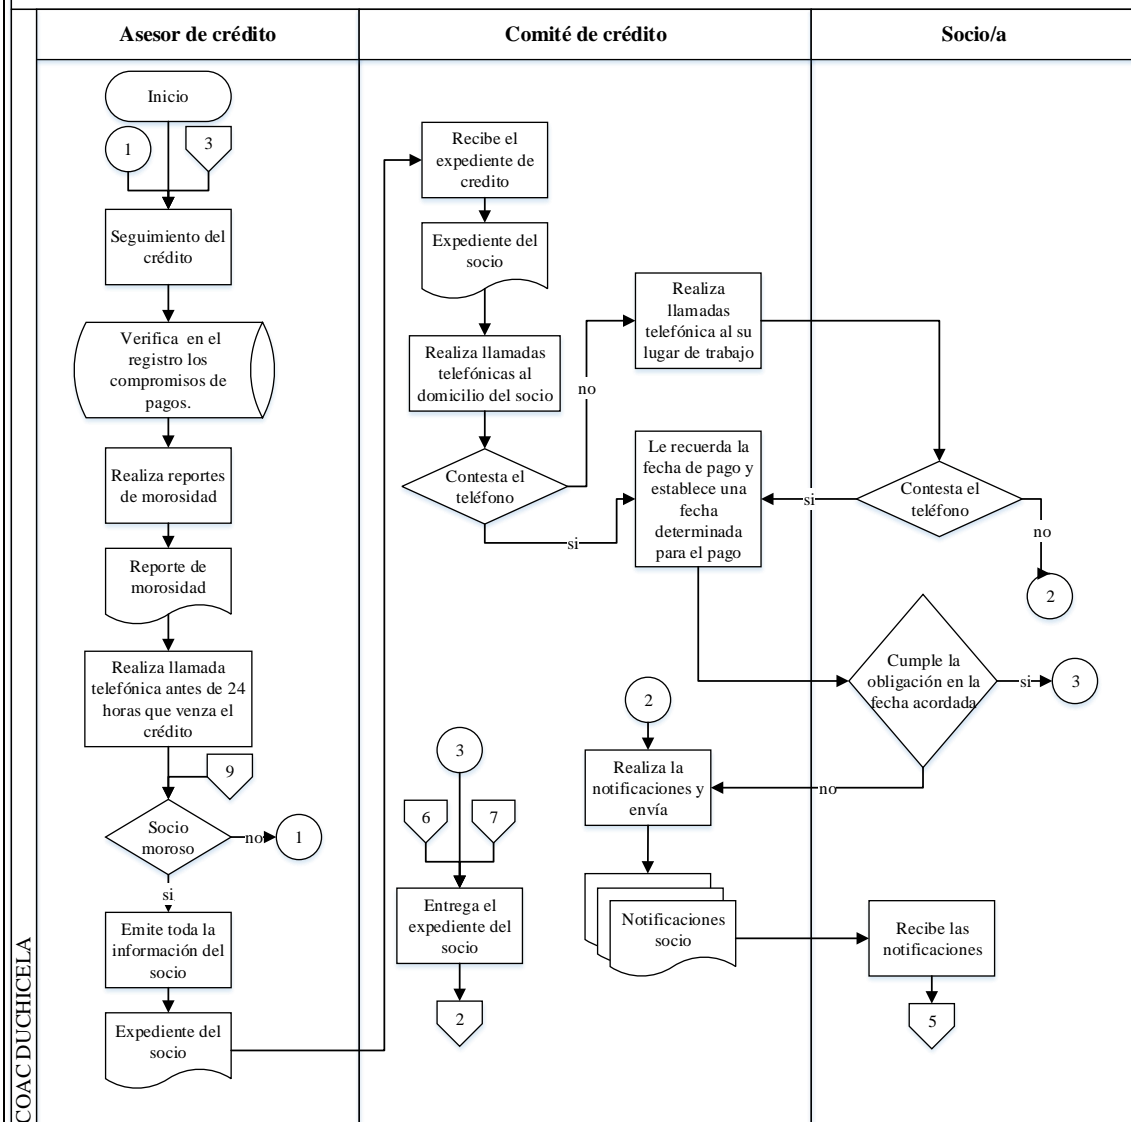 Asesor de crédito
Comité de crédito
Socio/a
COAC DUCHICELA
Inicio
1
3
Seguimiento del
crédito
Verifica en el
registro los
compromisos de
pagos.
Realiza reportes
de morosidad
Reporte de
morosidad
Realiza llamada
telefónica antes de 24
horas que venza el
crédito
9
Socio
moroso
no
1
si
Emite toda la
información del
socio
Expediente del
socio
Recibe el
expediente de
credito
Expediente del
socio
Realiza llamadas
telefónicas al
domicilio del socio
Contesta el
teléfono
no
si
Realiza
llamadas
telefónica al su
lugar de trabajo
Le recuerda la
fecha de pago y
establece una
fecha
determinada
para el pago
Contesta el
teléfono
si
no
2
Cumple la
obligación en la
fecha acordada
si
3
no
2
Realiza la
notificaciones y
envía
Notificaciones
socio
Recibe las
notificaciones
5
3
6
7
Entrega el
expediente del
socio
2